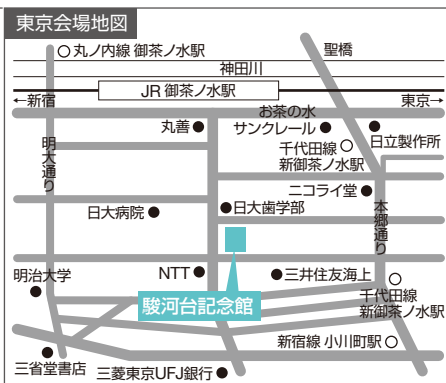 東京会場地図
丸ノ内線 御茶ノ水駅
聖橋
神田川
JR 御茶ノ水駅
←新宿
東京→
お茶の水
サンクレール
丸善
日立製作所
千代田線
新御茶ノ水駅
明大通り
ニコライ堂
日大病院
日大歯学部
本郷通り
明治大学
NTT
三井住友海上
千代田線
新御茶ノ水駅
駿河台記念館
新宿線 小川町駅
三省堂書店
三菱東京UFJ銀行